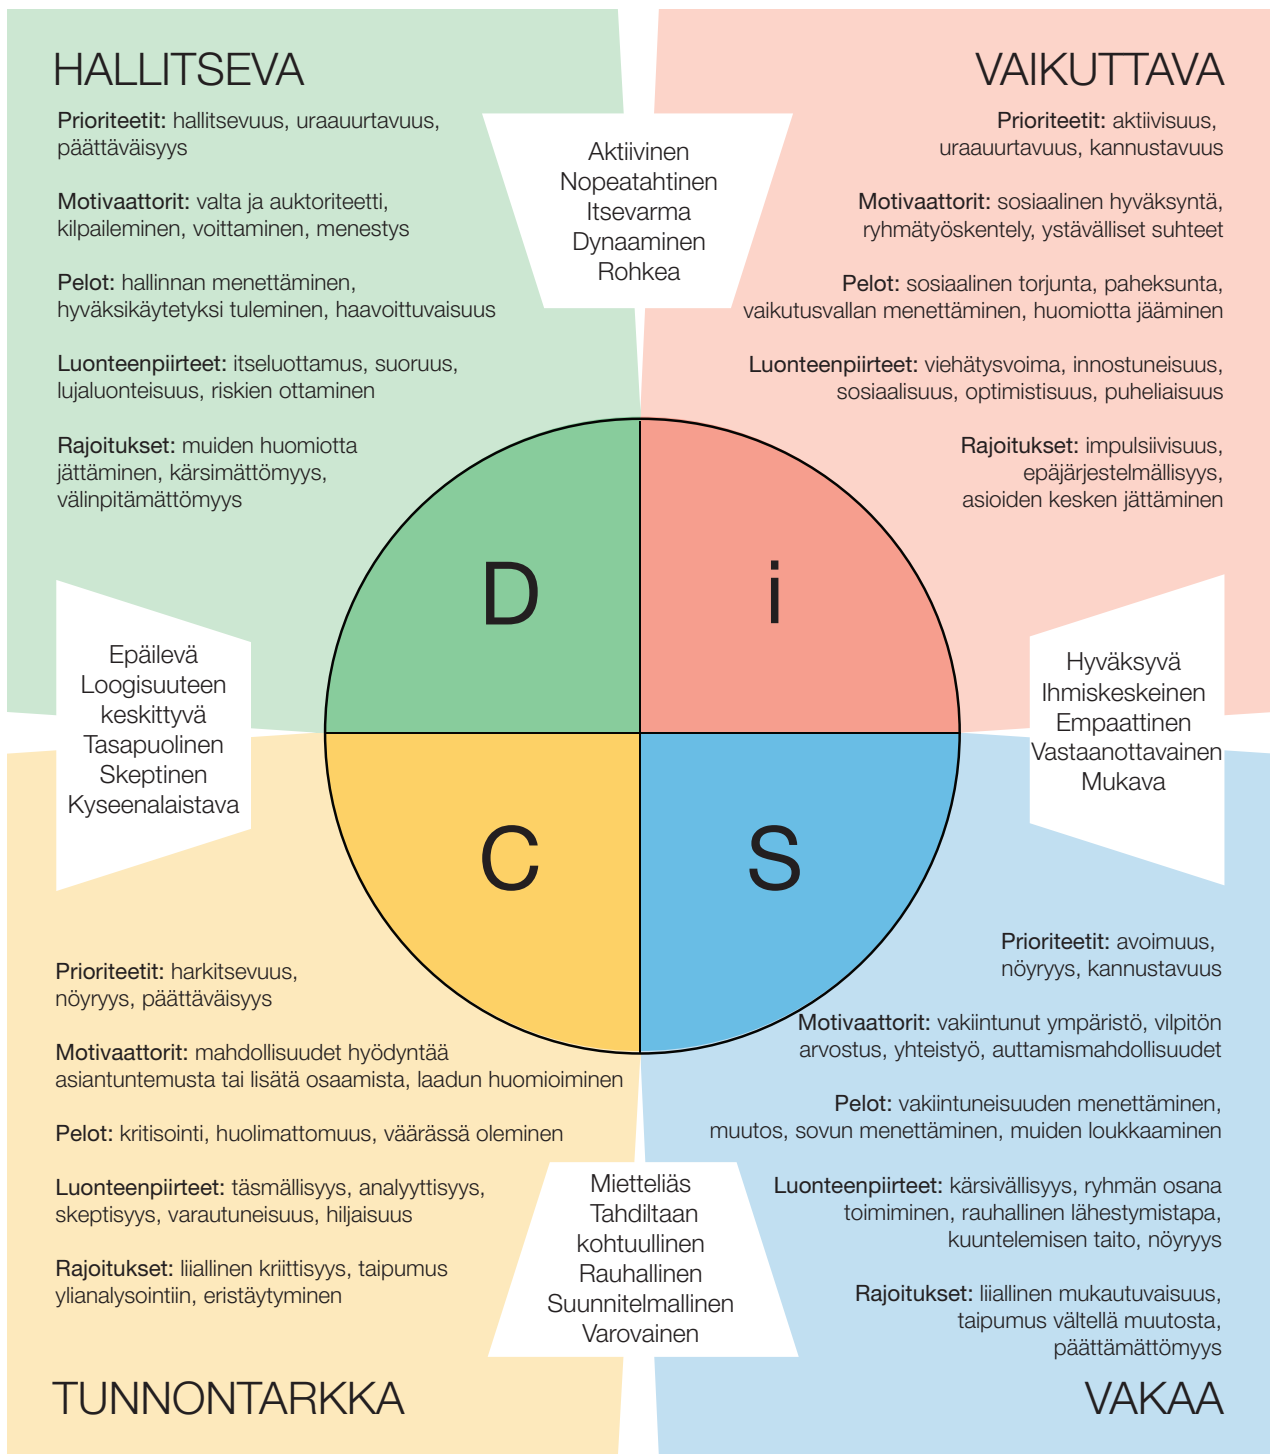 HALLITSEVA
Prioriteetit: hallitsevuus, uraauurtavuus,
päättäväisyys
Motivaattorit: valta ja auktoriteetti,
kilpaileminen, voittaminen, menestys
Pelot: hallinnan menettäminen,
hyväksikäytetyksi tuleminen, haavoittuvaisuus
Luonteenpiirteet: itseluottamus, suoruus,
lujaluonteisuus, riskien ottaminen
Rajoitukset: muiden huomiotta
jättäminen, kärsimättömyys,
välinpitämättömyys
Aktiivinen
Nopeatahtinen
Itsevarma
Dynaaminen
Rohkea
VAIKUTTAVA
Prioriteetit: aktiivisuus,
uraauurtavuus, kannustavuus
Motivaattorit: sosiaalinen hyväksyntä,
ryhmätyöskentely, ystävälliset suhteet
Pelot: sosiaalinen torjunta, paheksunta,
vaikutusvallan menettäminen, huomiotta jääminen
Luonteenpiirteet: viehätysvoima, innostuneisuus,
sosiaalisuus, optimistisuus, puheliaisuus
Rajoitukset: impulsiivisuus,
epäjärjestelmällisyys,
asioiden kesken jättäminen
D
i
Epäilevä
Loogisuuteen
keskittyvä
Tasapuolinen
Skeptinen
Kyseenalaistava
Hyväksyvä
Ihmiskeskeinen
Empaattinen
Vastaanottavainen
Mukava
C
S
Prioriteetit: harkitsevuus,
nöyryys, päättäväisyys
Motivaattorit: mahdollisuudet hyödyntää
asiantuntemusta tai lisätä osaamista, laadun huomioiminen
Pelot: kritisointi, huolimattomuus, väärässä oleminen
Luonteenpiirteet: täsmällisyys, analyyttisyys,
skeptisyys, varautuneisuus, hiljaisuus
Rajoitukset: liiallinen kriittisyys, taipumus
ylianalysointiin, eristäytyminen
TUNNONTARKKA
Mietteliäs
Tahdiltaan
kohtuullinen
Rauhallinen
Suunnitelmallinen
Varovainen
Prioriteetit: avoimuus,
nöyryys, kannustavuus
Motivaattorit: vakiintunut ympäristö, vilpitön
arvostus, yhteistyö, auttamismahdollisuudet
Pelot: vakiintuneisuuden menettäminen,
muutos, sovun menettäminen, muiden loukkaaminen
Luonteenpiirteet: kärsivällisyys, ryhmän osana
toimiminen, rauhallinen lähestymistapa,
kuuntelemisen taito, nöyryys
Rajoitukset: liiallinen mukautuvaisuus,
taipumus vältellä muutosta,
päättämättömyys
VAKAA